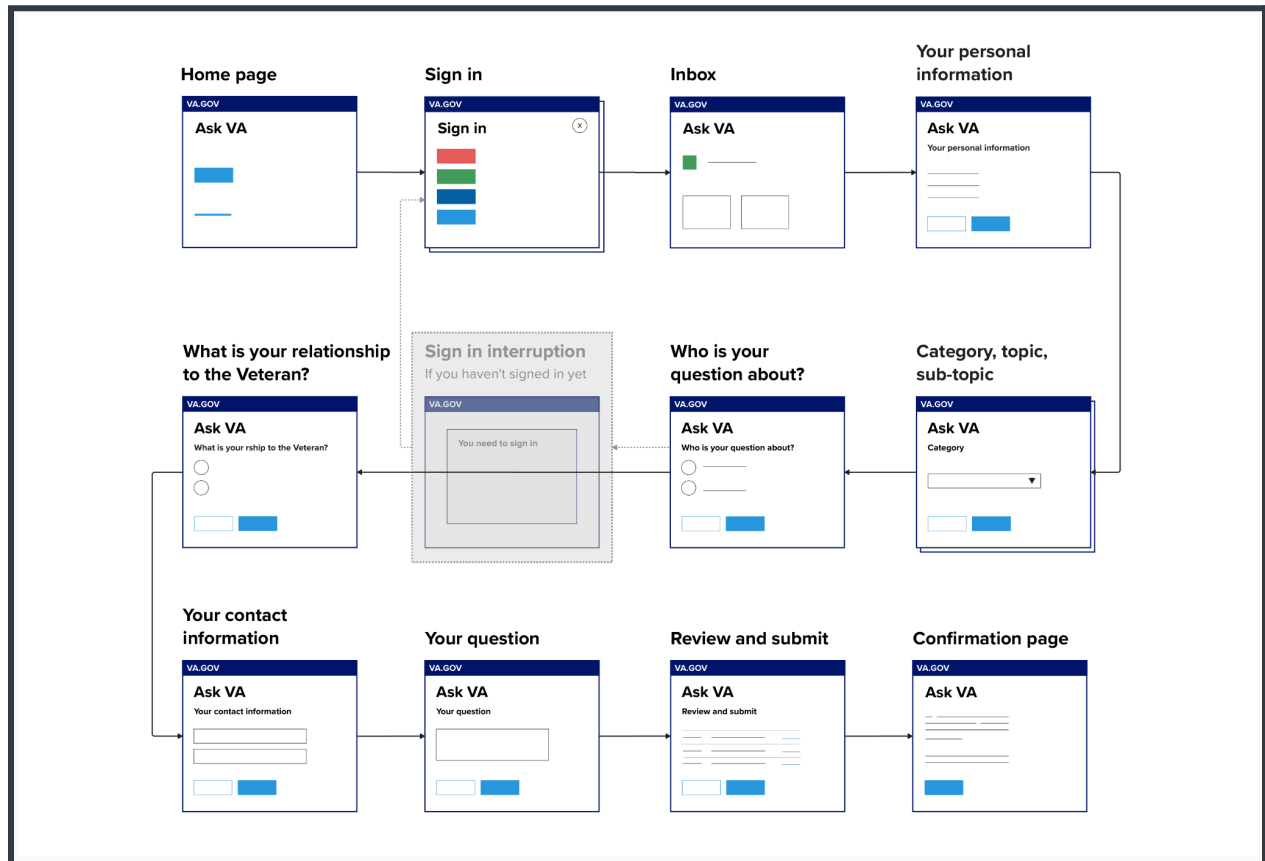 Home page
VA.GOV
Ask VA
Sign in
VA.GOV
Sign in
x
Inbox
VA.GOV
Ask VA
Your personal
information
VA.GOV
Ask VA
Your personal information
What is your relationship
to the Veteran?
VA.GOV
Ask VA
What is your rship to the Veteran?
Sign in interruption
If you haven't signed in yet
VA.GOV
You need to sign in
Who is your
question about?
VA.GOV
Ask VA
Who is your question about?
Category, topic,
sub-topic
VA.GOV
Ask VA
Category
Your contact
information
VA.GOV
Ask VA
Your contact information
Your question
VA.GOV
Ask VA
Your question
Review and submit
VA.GOV
Ask VA
Review and submit
Confirmation page
VA.GOV
Ask VA